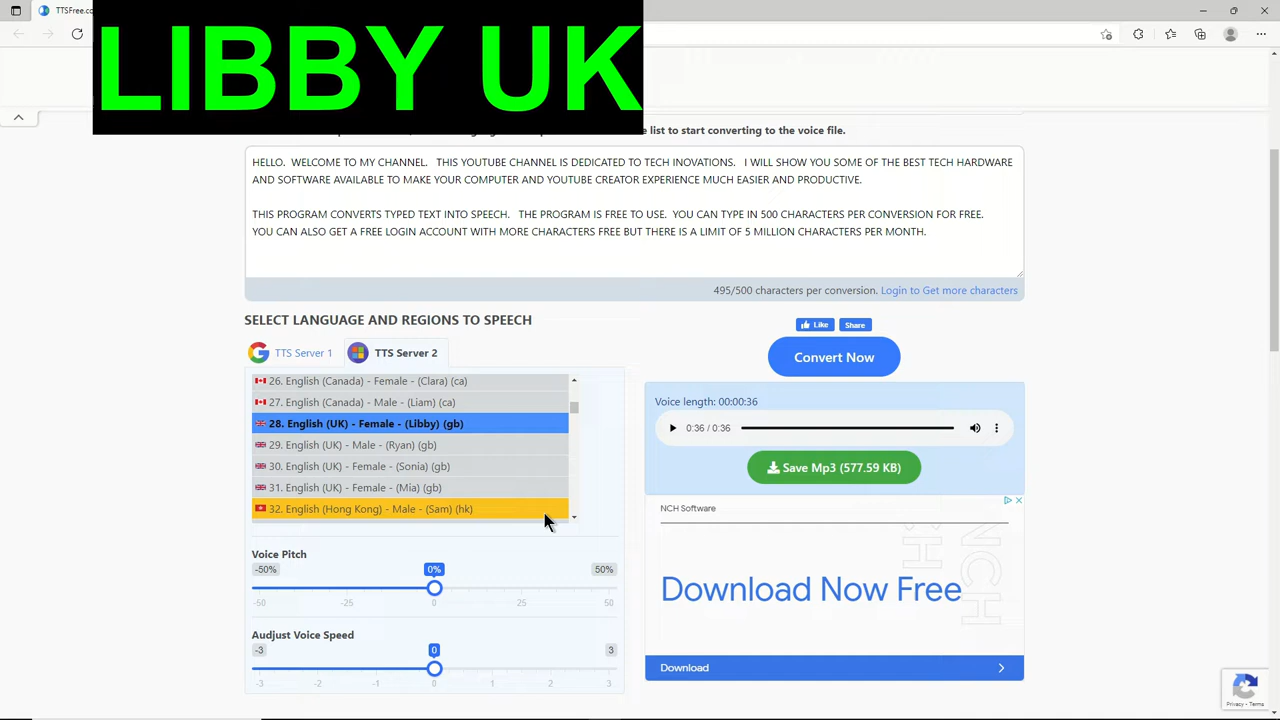 TTSFree.co
LIBBY UK
e list to start converting to the voice file.
HELLO.  WELCOME TO MY CHANNEL.   THIS YOUTUBE CHANNEL IS DEDICATED TO TECH INOVATIONS.   I WILL SHOW YOU SOME OF THE BEST TECH HARDWARE
AND SOFTWARE AVAILABLE TO MAKE YOUR COMPUTER AND YOUTUBE CREATOR EXPERIENCE MUCH EASIER AND PRODUCTIVE.
THIS PROGRAM CONVERTS TYPED TEXT INTO SPEECH.   THE PROGRAM IS FREE TO USE.  YOU CAN TYPE IN 500 CHARACTERS PER CONVERSION FOR FREE.
YOU CAN ALSO GET A FREE LOGIN ACCOUNT WITH MORE CHARACTERS FREE BUT THERE IS A LIMIT OF 5 MILLION CHARACTERS PER MONTH.
495/500 characters per conversion. Login to Get more characters
SELECT LANGUAGE AND REGIONS TO SPEECH
Like Share
TTS Server 1 TTS Server 2
Convert Now
26. English (Canada) - Female - (Clara) (ca)
27. English (Canada) - Male - (Liam) (ca)
28. English (UK) - Female - (Libby) (gb)
29. English (UK) - Male - (Ryan) (gb)
30. English (UK) - Female - (Sonia) (gb)
31. English (UK) - Female - (Mia) (gb)
32. English (Hong Kong) - Male - (Sam) (hk)
Voice length: 00:00:36
0:36 / 0:36
Save Mp3 (577.59 KB)
NCH Software
NCH
Download Now Free
Download
Voice Pitch
-50% 0% 50%
-50 -25 0 25 50
Audjust Voice Speed
-3 0 3
-3 -2 -1 0 1 2 3
Privacy - Terms